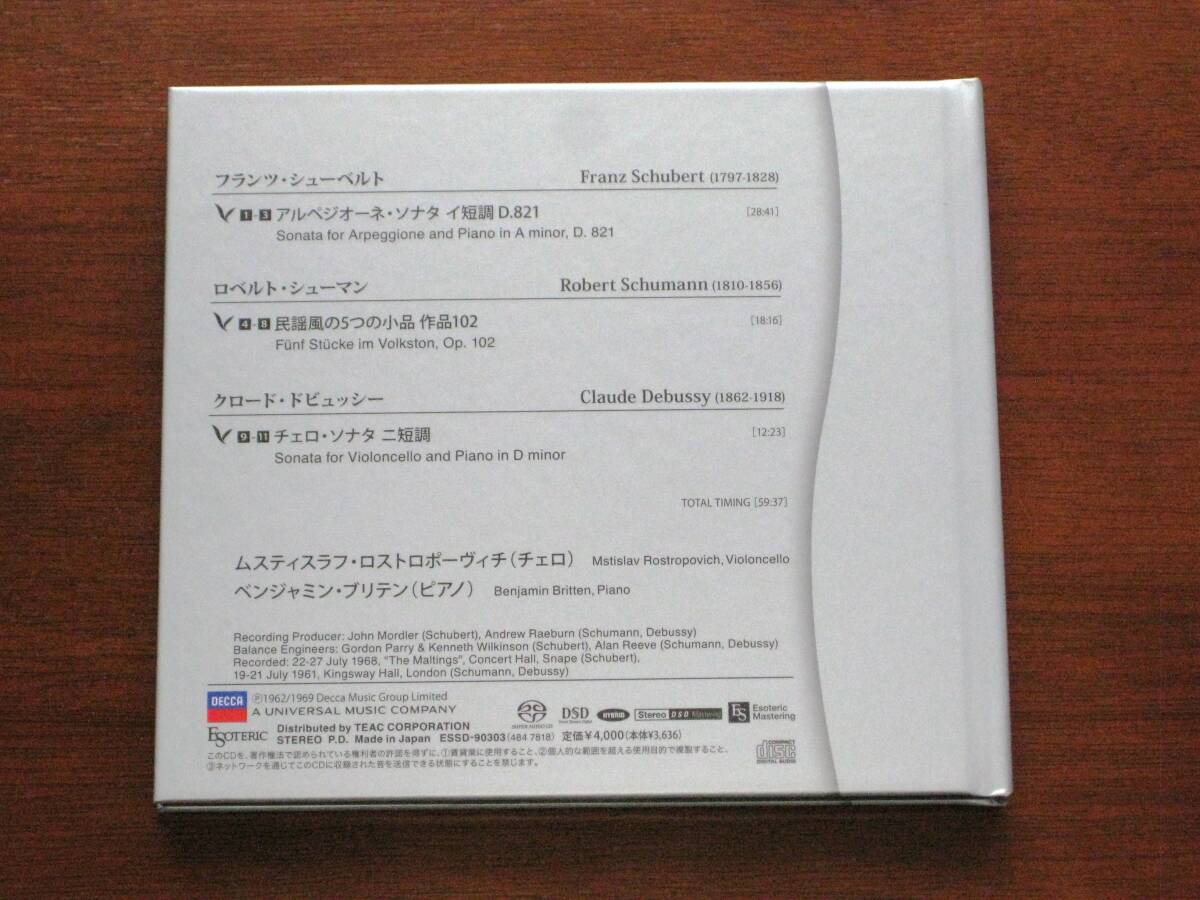 フランツ・シューベルト Franz Schubert (1797-1828)
1-3 アルペジオーネ・ソナタ イ短調 D.821 [28:41]
Sonata for Arpeggione and Piano in A minor, D. 821
ロベルト・シューマン Robert Schumann (1810-1856)
4-8 民謡風の5つの小品 作品102 [18:16]
Fünf Stücke im Volkston, Op. 102
クロード・ドビュッシー Claude Debussy (1862-1918)
9-11 チェロ・ソナタ ニ短調 [12:23]
Sonata for Violoncello and Piano in D minor
TOTAL TIMING [59:37]
ムスティスラフ・ロストロポーヴィチ(チェロ) Mstislav Rostropovich, Violoncello
ベンジャミン・ブリテン(ピアノ) Benjamin Britten, Piano
Recording Producer: John Mordler (Schubert), Andrew Raeburn (Schumann, Debussy)
Balance Engineers: Gordon Parry & Kenneth Wilkinson (Schubert), Alan Reeve (Schumann, Debussy)
Recorded: 22-27 July 1968, "The Maltings", Concert Hall, Snape (Schubert),
19-21 July 1961, Kingsway Hall, London (Schumann, Debussy)
DECCA ℗1962/1969 Decca Music Group Limited
A UNIVERSAL MUSIC COMPANY
SUPER AUDIO CD DSD Direct Stream Digital HYBRID Stereo DSD Mastering ES Esoteric Mastering
ESOTERIC Distributed by TEAC CORPORATION
STEREO P.D. Made in Japan ESSD-90303 (484 7818) 定価¥4,000(本体¥3,636)
このCDを、著作権法で認められている権利者の許諾を得ずに、①賃貸業に使用すること、②個人的な範囲を超える使用目的で複製すること、
③ネットワークを通じてこのCDに収録された音を送信できる状態にすることを禁じます。
COMPACT disc DIGITAL AUDIO